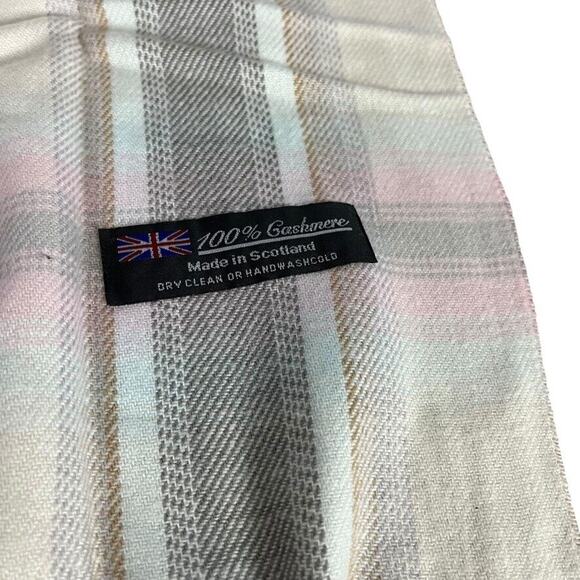 100% Cashmere
Made in Scotland
DRY CLEAN OR HANDWASHCOLD